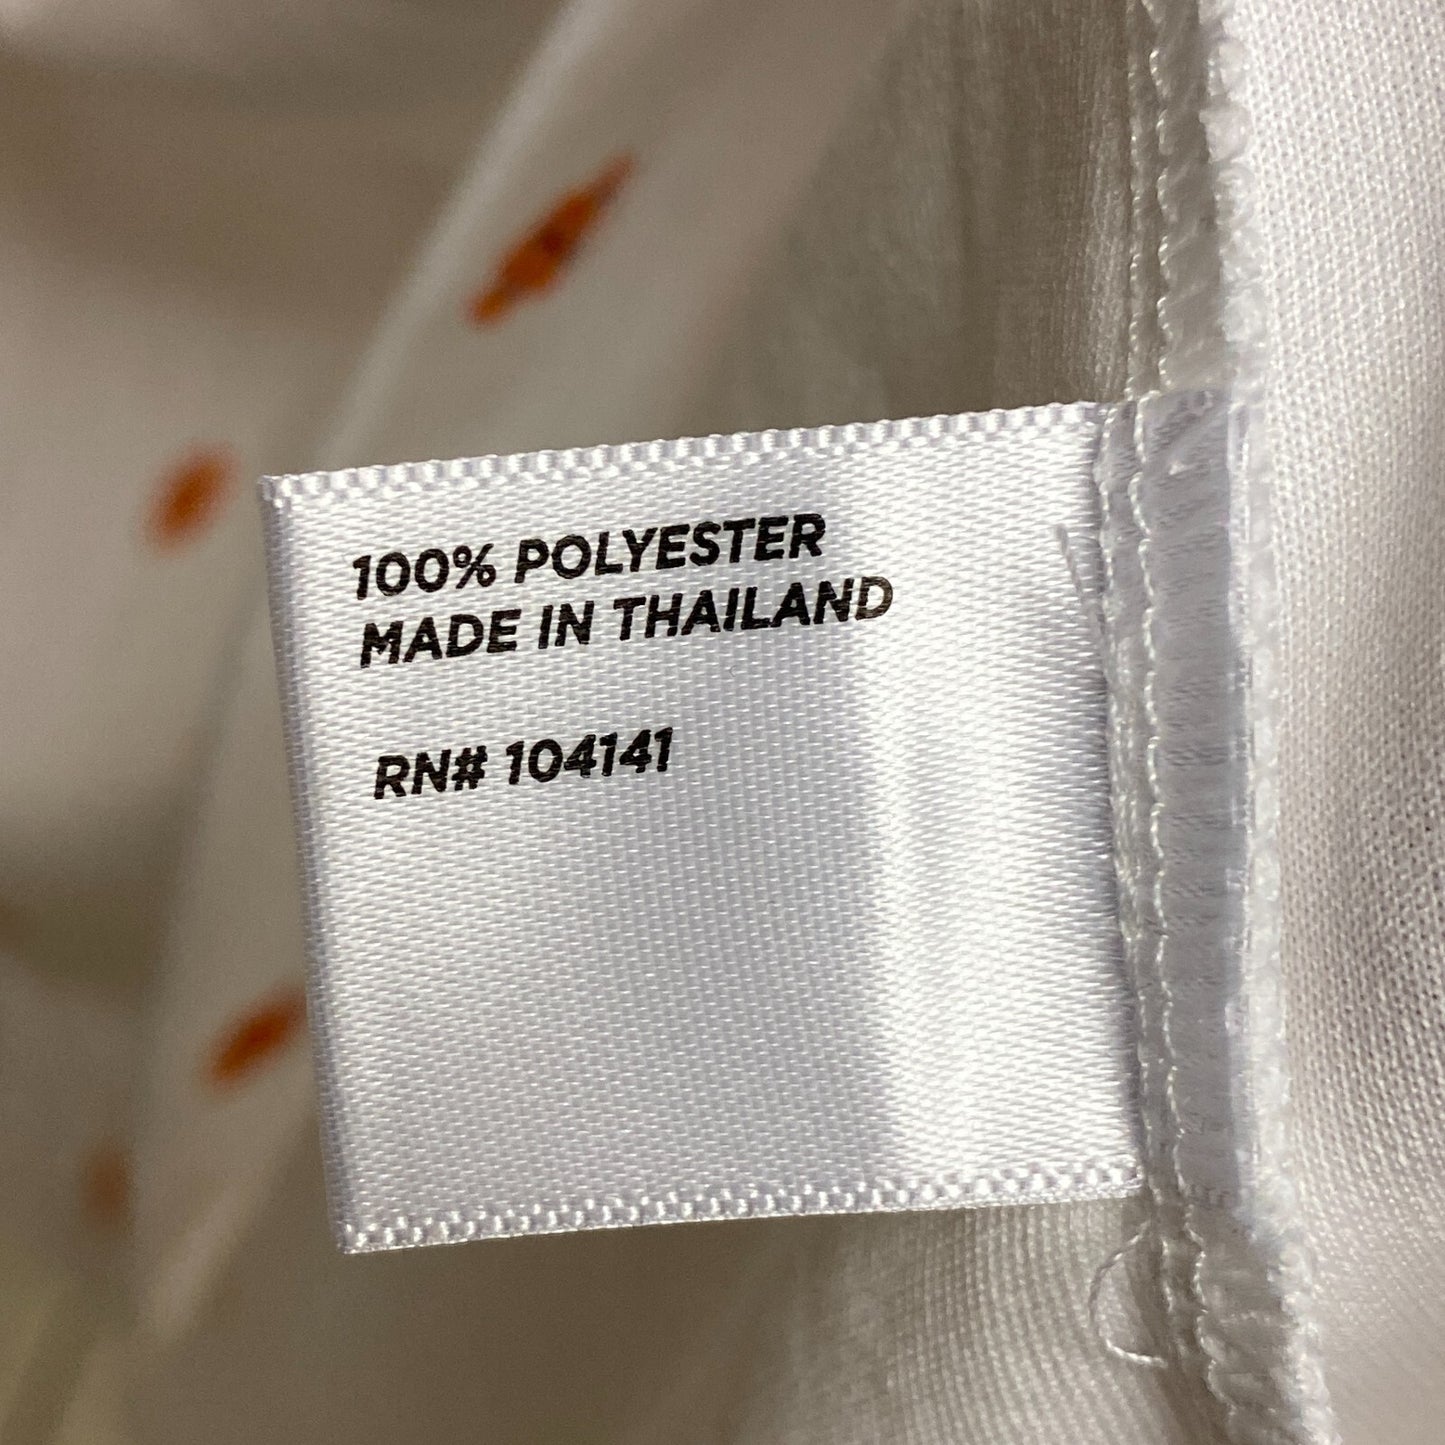 100% POLYESTER
MADE IN THAILAND
RN# 104141